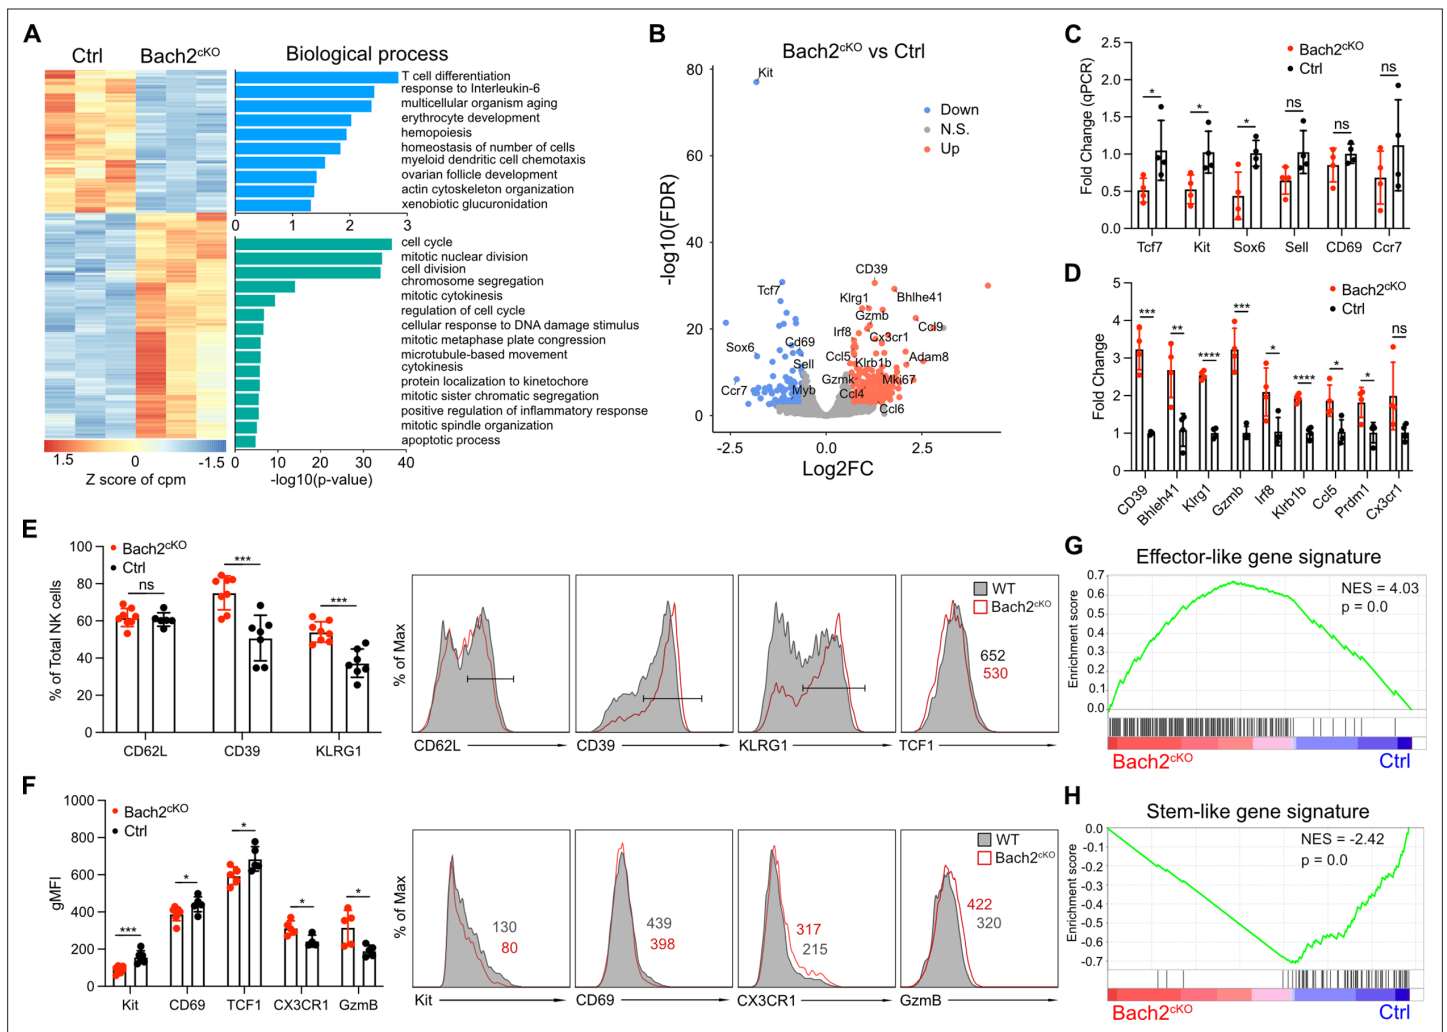 A
Ctrl Bach2cKO
Biological process
T cell differentiation
response to Interleukin-6
multicellular organism aging
erythrocyte development
hemopoiesis
homeostasis of number of cells
myeloid dendritic cell chemotaxis
ovarian follicle development
actin cytoskeleton organization
xenobiotic glucuronidation
0 1 2 3
cell cycle
mitotic nuclear division
cell division
chromosome segregation
mitotic cytokinesis
regulation of cell cycle
cellular response to DNA damage stimulus
mitotic metaphase plate congression
microtubule-based movement
cytokinesis
protein localization to kinetochore
mitotic sister chromatic segregation
positive regulation of inflammatory response
mitotic spindle organization
apoptotic process
0 10 20 30 40
-log10(p-value)
1.5 0 -1.5
Z score of cpm
B
Bach2cKO vs Ctrl
-log10(FDR)
80
60
40
20
0
Kit
Down
N.S.
Up
CD39
Tcf7
Klrg1
Bhlhe41
Gzmb
Ccl9
Irf8
Cx3cr1
Sox6
Cd69
Ccl5
Adam8
Sell
Klrb1b
Gzmk
Mki67
Ccr7
Myb
Ccl4
Ccl6
-2.5 0.0 2.5
Log2FC
C
Fold Change (qPCR)
2.5
2.0
1.5
1.0
0.5
0.0
Bach2cKO
Ctrl
* * * ns ns ns
Tcf7 Kit Sox6 Sell CD69 Ccr7
D
Fold Change
5
4
3
2
1
0
Bach2cKO
Ctrl
*** ** **** *** * **** * * ns
CD39 Bhleh41 Klrg1 Gzmb Irf8 Klrb1b Ccl5 Prdm1 Cx3cr1
E
% of Total NK cells
100
80
60
40
20
0
Bach2cKO
Ctrl
ns *** ***
CD62L CD39 KLRG1
% of Max
WT
Bach2cKO
652
530
CD62L CD39 KLRG1 TCF1
F
gMFI
1000
800
600
400
200
0
Bach2cKO
Ctrl
*** * * * *
Kit CD69 TCF1 CX3CR1 GzmB
% of Max
WT
Bach2cKO
130
80
439
398
317
215
422
320
Kit CD69 CX3CR1 GzmB
G
Effector-like gene signature
Enrichment score
0.7
0.6
0.5
0.4
0.3
0.2
0.1
0.0
NES = 4.03
p = 0.0
Bach2cKO Ctrl
H
Stem-like gene signature
Enrichment score
0.0
-0.1
-0.2
-0.3
-0.4
-0.5
-0.6
-0.7
NES = -2.42
p = 0.0
Bach2cKO Ctrl